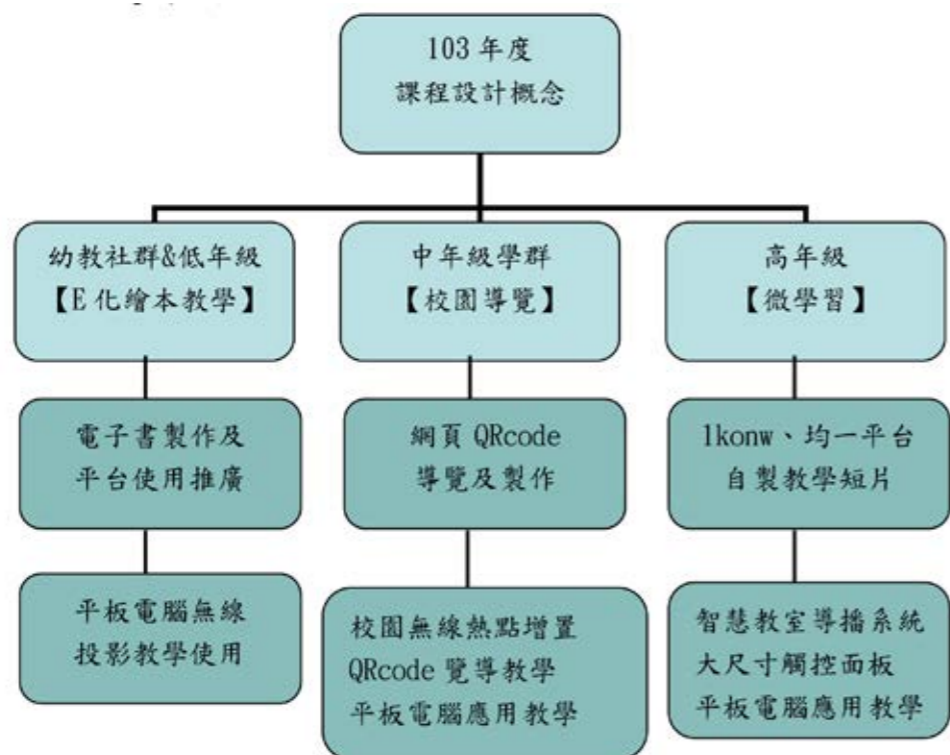 103 年度
課程設計概念
幼教社群&低年級
【E 化繪本教學】
中年級學群
【校園導覽】
高年級
【微學習】
電子書製作及
平台使用推廣
網頁 QRcode
導覽及製作
1konw、均一平台
自製教學短片
平板電腦無線
投影教學使用
校園無線熱點增置
QRcode 覽導教學
平板電腦應用教學
智慧教室導播系統
大尺寸觸控面板
平板電腦應用教學